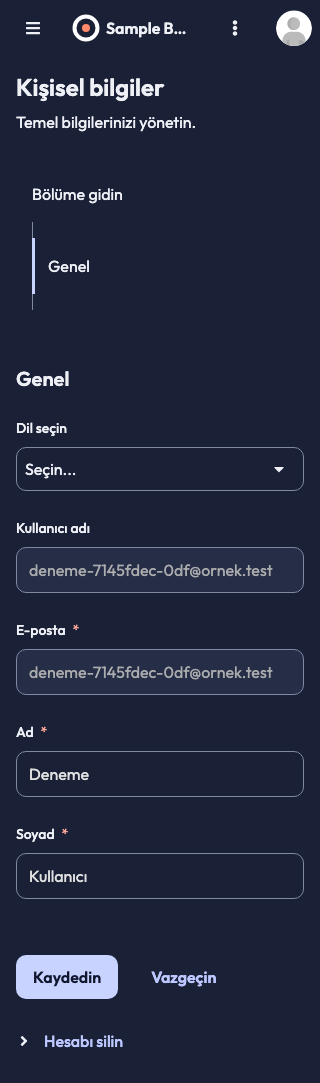 Sample B...
Kişisel bilgiler
Temel bilgilerinizi yönetin.
Bölüme gidin
Genel
Genel
Dil seçin
Seçin...
Kullanıcı adı
deneme-7145fdec-0df@ornek.test
E-posta *
deneme-7145fdec-0df@ornek.test
Ad *
Deneme
Soyad *
Kullanıcı
Kaydedin
Vazgeçin
Hesabı silin